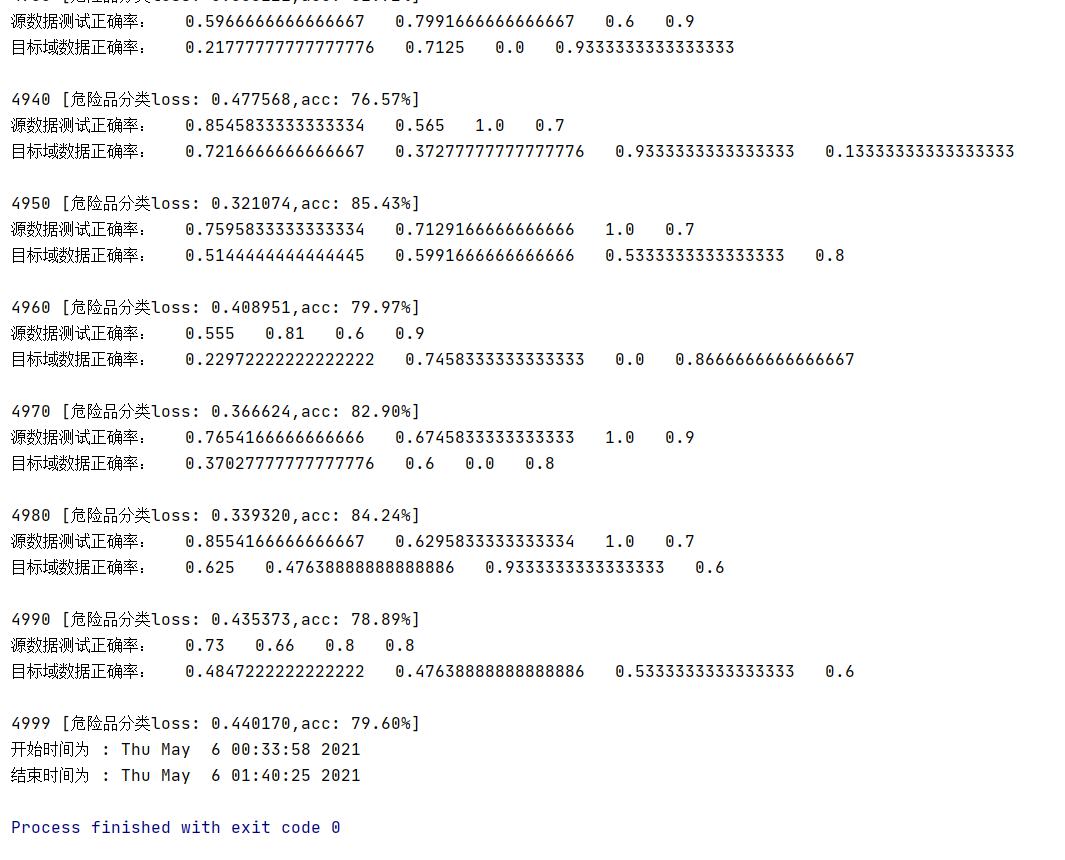 源数据测试正确率： 0.5966666666666667 0.7991666666666667 0.6 0.9
目标域数据正确率： 0.21777777777777776 0.7125 0.0 0.9333333333333333
4940 [危险品分类loss: 0.477568,acc: 76.57%]
源数据测试正确率： 0.8545833333333334 0.565 1.0 0.7
目标域数据正确率： 0.7216666666666667 0.37277777777777776 0.9333333333333333 0.13333333333333333
4950 [危险品分类loss: 0.321074,acc: 85.43%]
源数据测试正确率： 0.7595833333333334 0.7129166666666666 1.0 0.7
目标域数据正确率： 0.5144444444444445 0.5991666666666666 0.5333333333333333 0.8
4960 [危险品分类loss: 0.408951,acc: 79.97%]
源数据测试正确率： 0.555 0.81 0.6 0.9
目标域数据正确率： 0.22972222222222222 0.7458333333333333 0.0 0.8666666666666667
4970 [危险品分类loss: 0.366624,acc: 82.90%]
源数据测试正确率： 0.7654166666666666 0.6745833333333333 1.0 0.9
目标域数据正确率： 0.37027777777777776 0.6 0.0 0.8
4980 [危险品分类loss: 0.339320,acc: 84.24%]
源数据测试正确率： 0.8554166666666667 0.6295833333333334 1.0 0.7
目标域数据正确率： 0.625 0.47638888888888886 0.9333333333333333 0.6
4990 [危险品分类loss: 0.435373,acc: 78.89%]
源数据测试正确率： 0.73 0.66 0.8 0.8
目标域数据正确率： 0.4847222222222222 0.47638888888888886 0.5333333333333333 0.6
4999 [危险品分类loss: 0.440170,acc: 79.60%]
开始时间为 : Thu May  6 00:33:58 2021
结束时间为 : Thu May  6 01:40:25 2021
Process finished with exit code 0